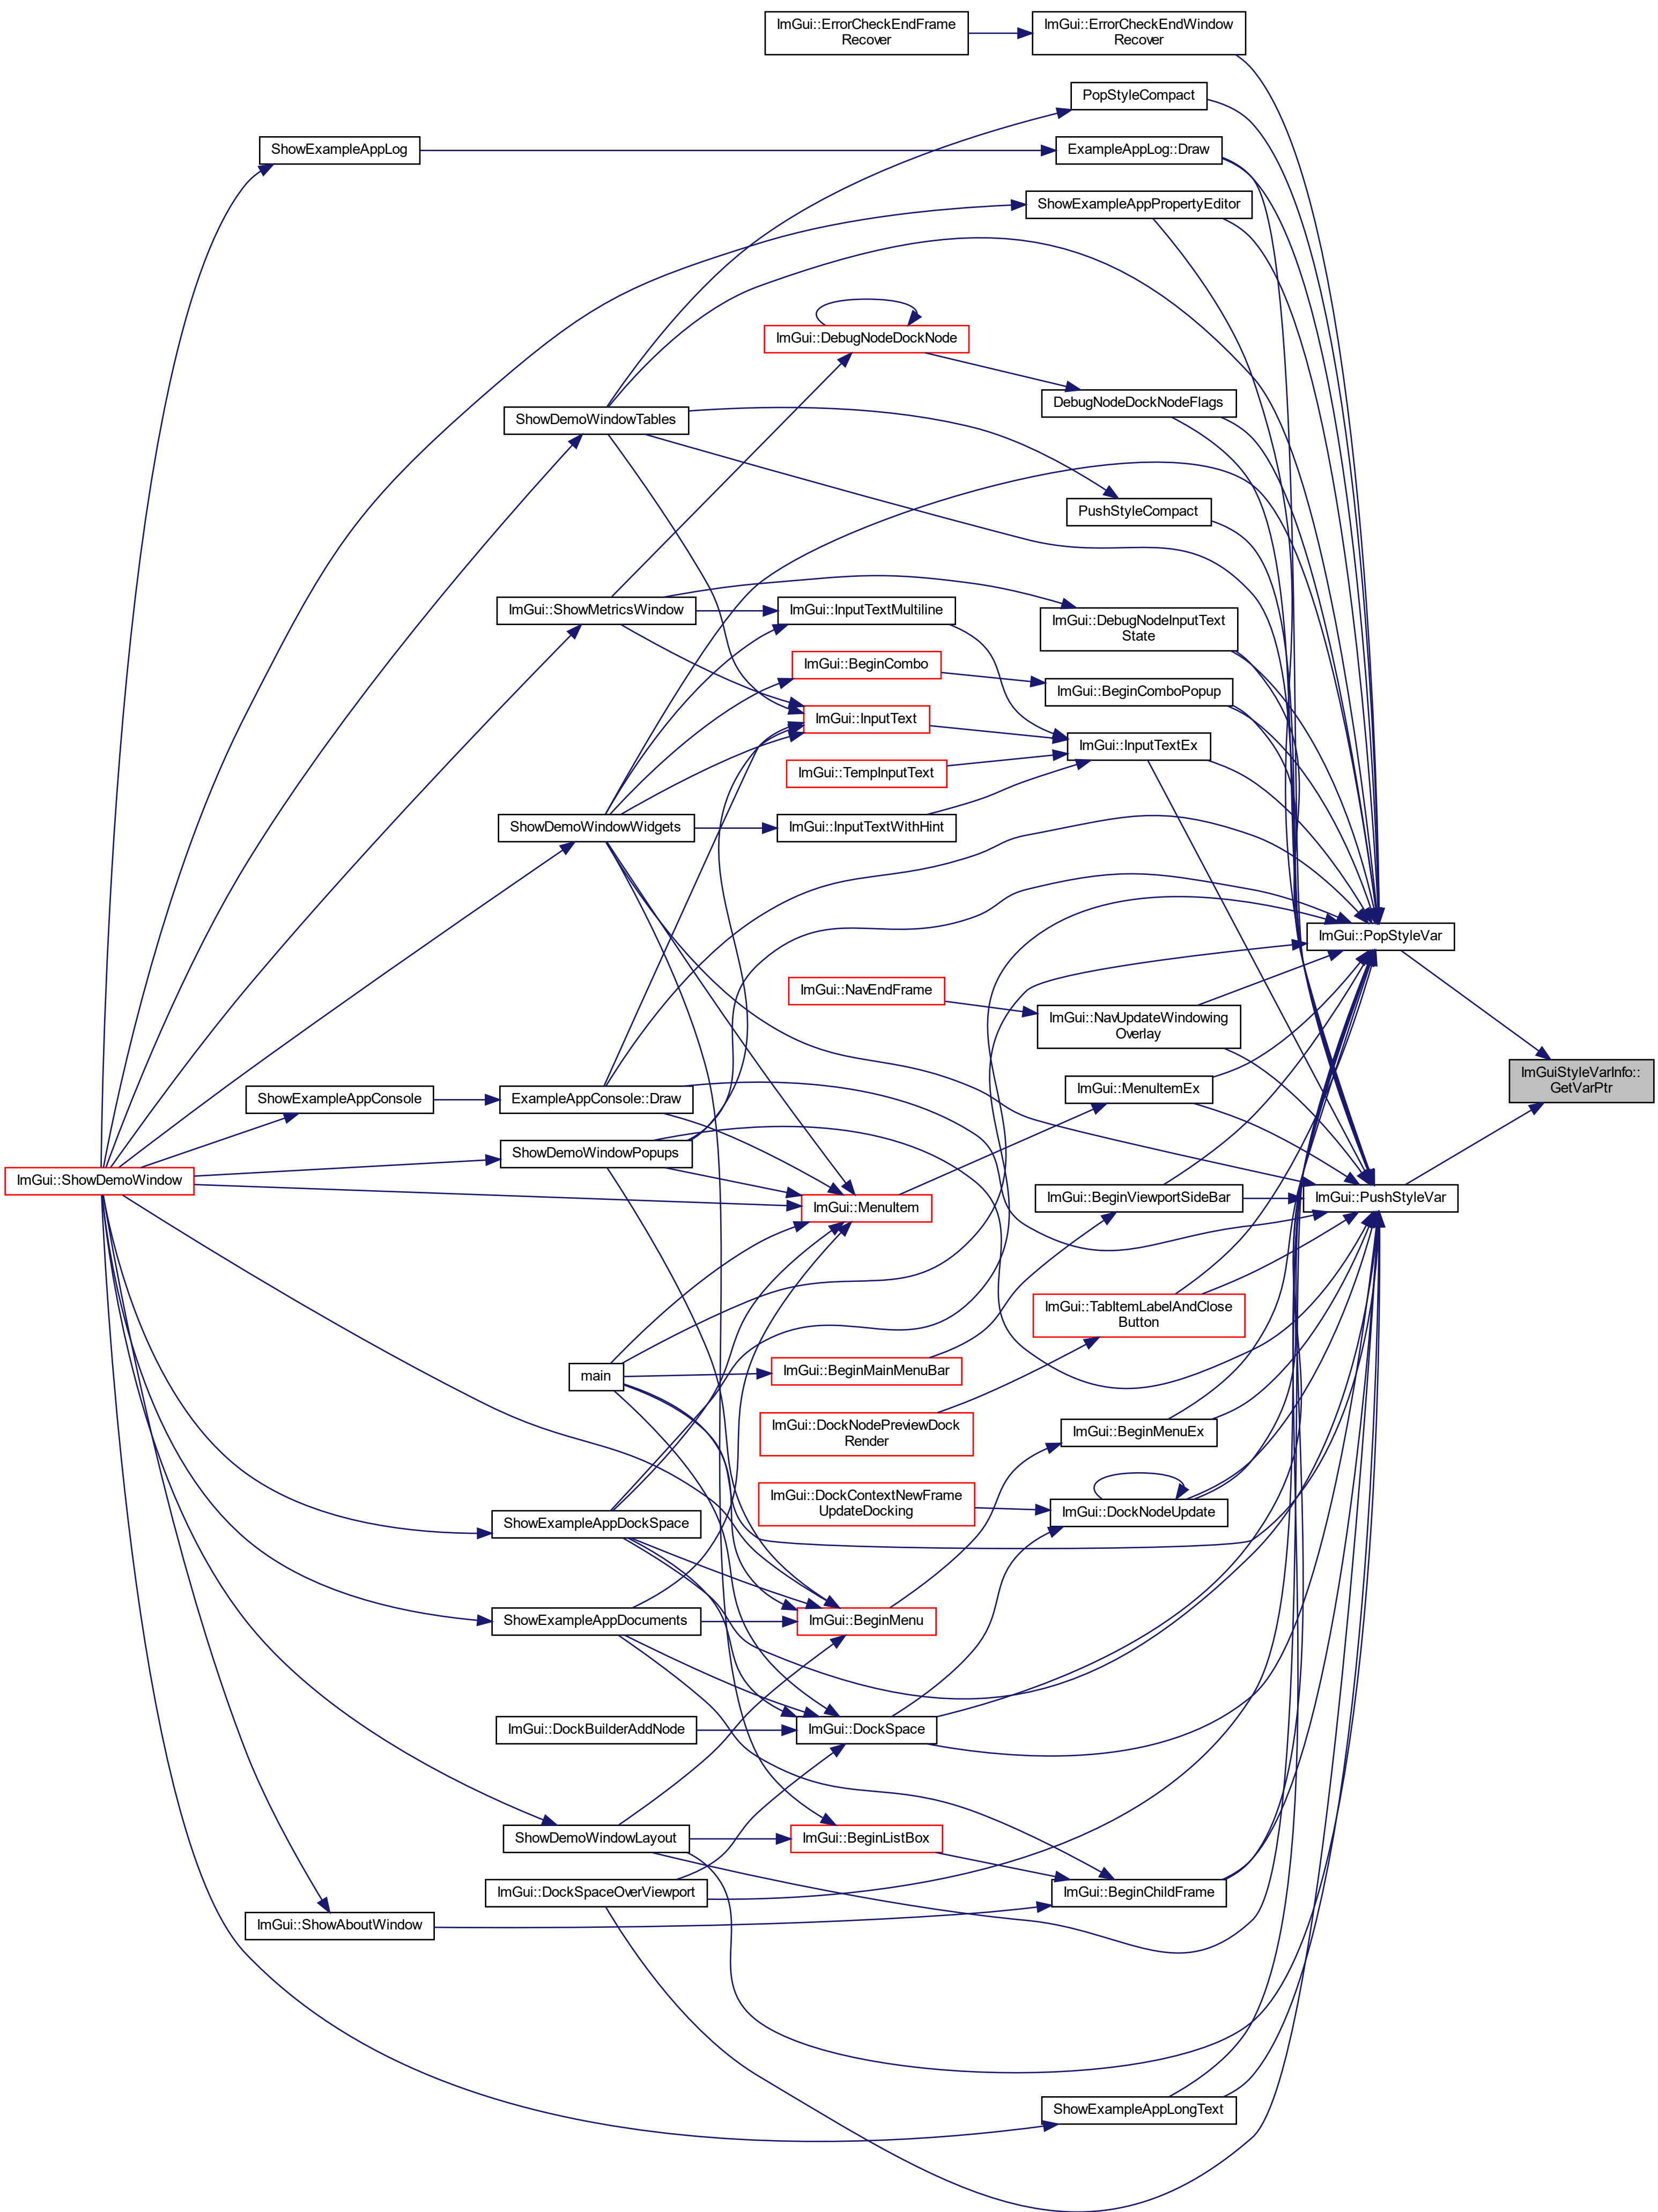 ImGui::ErrorCheckEndFrame
Recover
ImGui::ErrorCheckEndWindow
Recover
PopStyleCompact
ShowExampleAppLog
ExampleAppLog::Draw
ShowExampleAppPropertyEditor
ImGui::DebugNodeDockNode
DebugNodeDockNodeFlags
ShowDemoWindowTables
PushStyleCompact
ImGui::ShowMetricsWindow
ImGui::InputTextMultiline
ImGui::DebugNodeInputText
State
ImGui::BeginCombo
ImGui::BeginComboPopup
ImGui::InputText
ImGui::InputTextEx
ImGui::TempInputText
ShowDemoWindowWidgets
ImGui::InputTextWithHint
ImGui::PopStyleVar
ImGui::NavEndFrame
ImGui::NavUpdateWindowing
Overlay
ImGuiStyleVarInfo::
GetVarPtr
ShowExampleAppConsole
ExampleAppConsole::Draw
ImGui::MenuItemEx
ShowDemoWindowPopups
ImGui::ShowDemoWindow
ImGui::MenuItem
ImGui::BeginViewportSideBar
ImGui::PushStyleVar
ImGui::TabItemLabelAndClose
Button
main
ImGui::BeginMainMenuBar
ImGui::DockNodePreviewDock
Render
ImGui::BeginMenuEx
ImGui::DockContextNewFrame
UpdateDocking
ImGui::DockNodeUpdate
ShowExampleAppDockSpace
ShowExampleAppDocuments
ImGui::BeginMenu
ImGui::DockBuilderAddNode
ImGui::DockSpace
ShowDemoWindowLayout
ImGui::BeginListBox
ImGui::DockSpaceOverViewport
ImGui::BeginChildFrame
ImGui::ShowAboutWindow
ShowExampleAppLongText